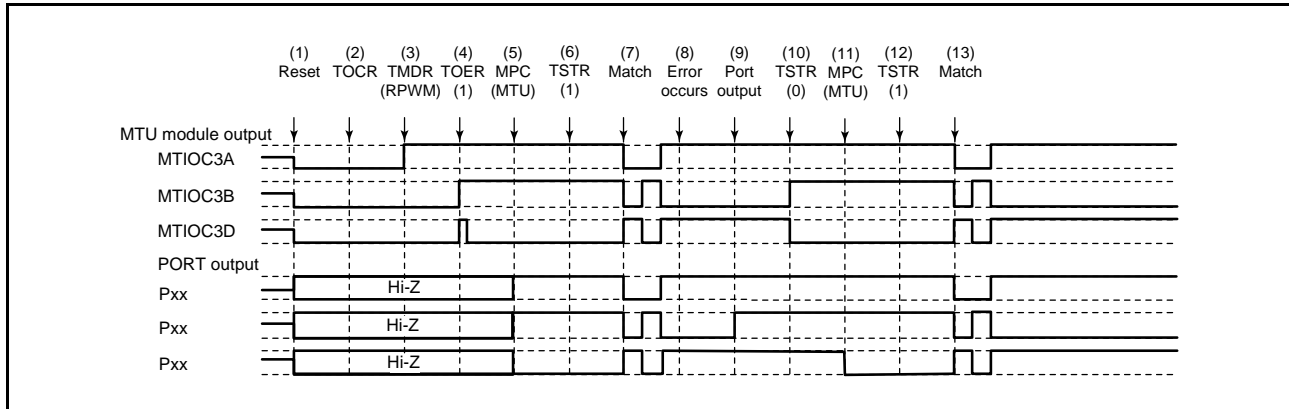 (1) (2) (3) (4) (5) (6) (7) (8) (9) (10) (11) (12) (13)
Reset TOCR TMDR TOER MPC TSTR Match Error Port TSTR MPC TSTR Match
(RPWM) (1) (MTU) (1) occurs output (0) (MTU) (1)
MTU module output
MTIOC3A
MTIOC3B
MTIOC3D
PORT output
Pxx Hi-Z
Pxx Hi-Z
Pxx Hi-Z